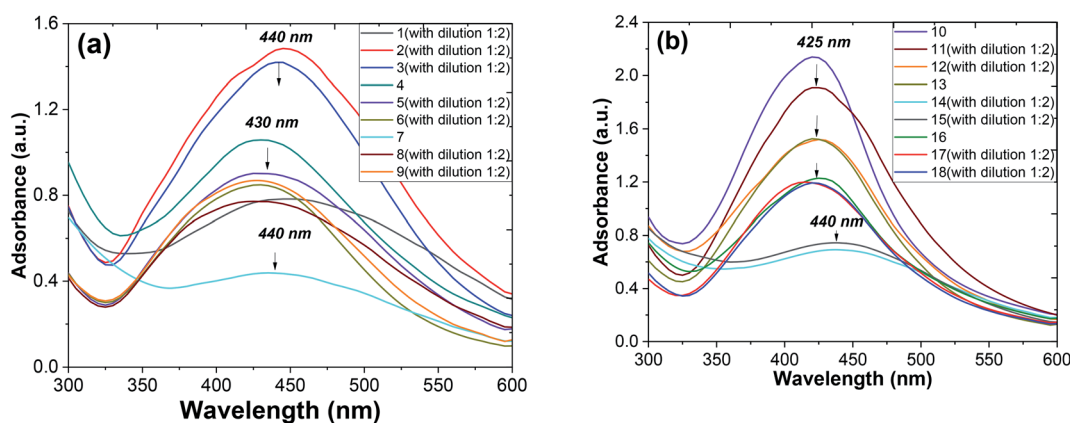 (a)
440 nm
430 nm
440 nm
1(with dilution 1:2)
2(with dilution 1:2)
3(with dilution 1:2)
4
5(with dilution 1:2)
6(with dilution 1:2)
7
8(with dilution 1:2)
9(with dilution 1:2)
Adsorbance (a.u.)
1.6
1.2
0.8
0.4
0.0
300 350 400 450 500 550 600
Wavelength (nm)
(b)
425 nm
440 nm
10
11(with dilution 1:2)
12(with dilution 1:2)
13
14(with dilution 1:2)
15(with dilution 1:2)
16
17(with dilution 1:2)
18(with dilution 1:2)
Adsorbance (a.u.)
2.4
1.8
1.2
0.6
0.0
300 350 400 450 500 550 600
Wavelength (nm)